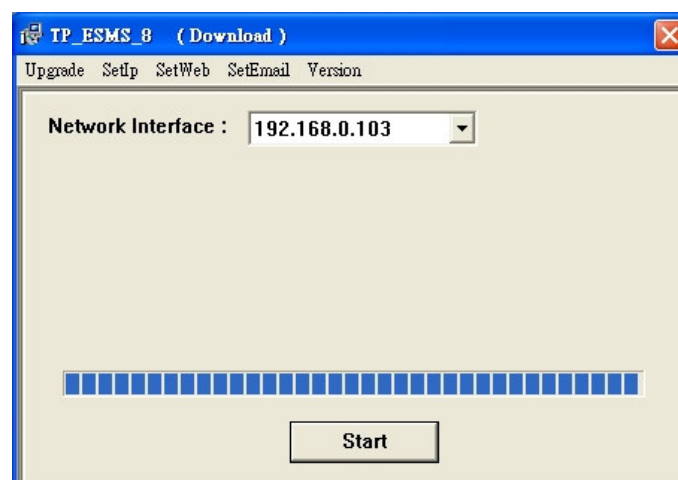 TP_ESMS_8 (Download)
Upgrade SetIp SetWeb SetEmail Version
Network Interface : 192.168.0.103
Start